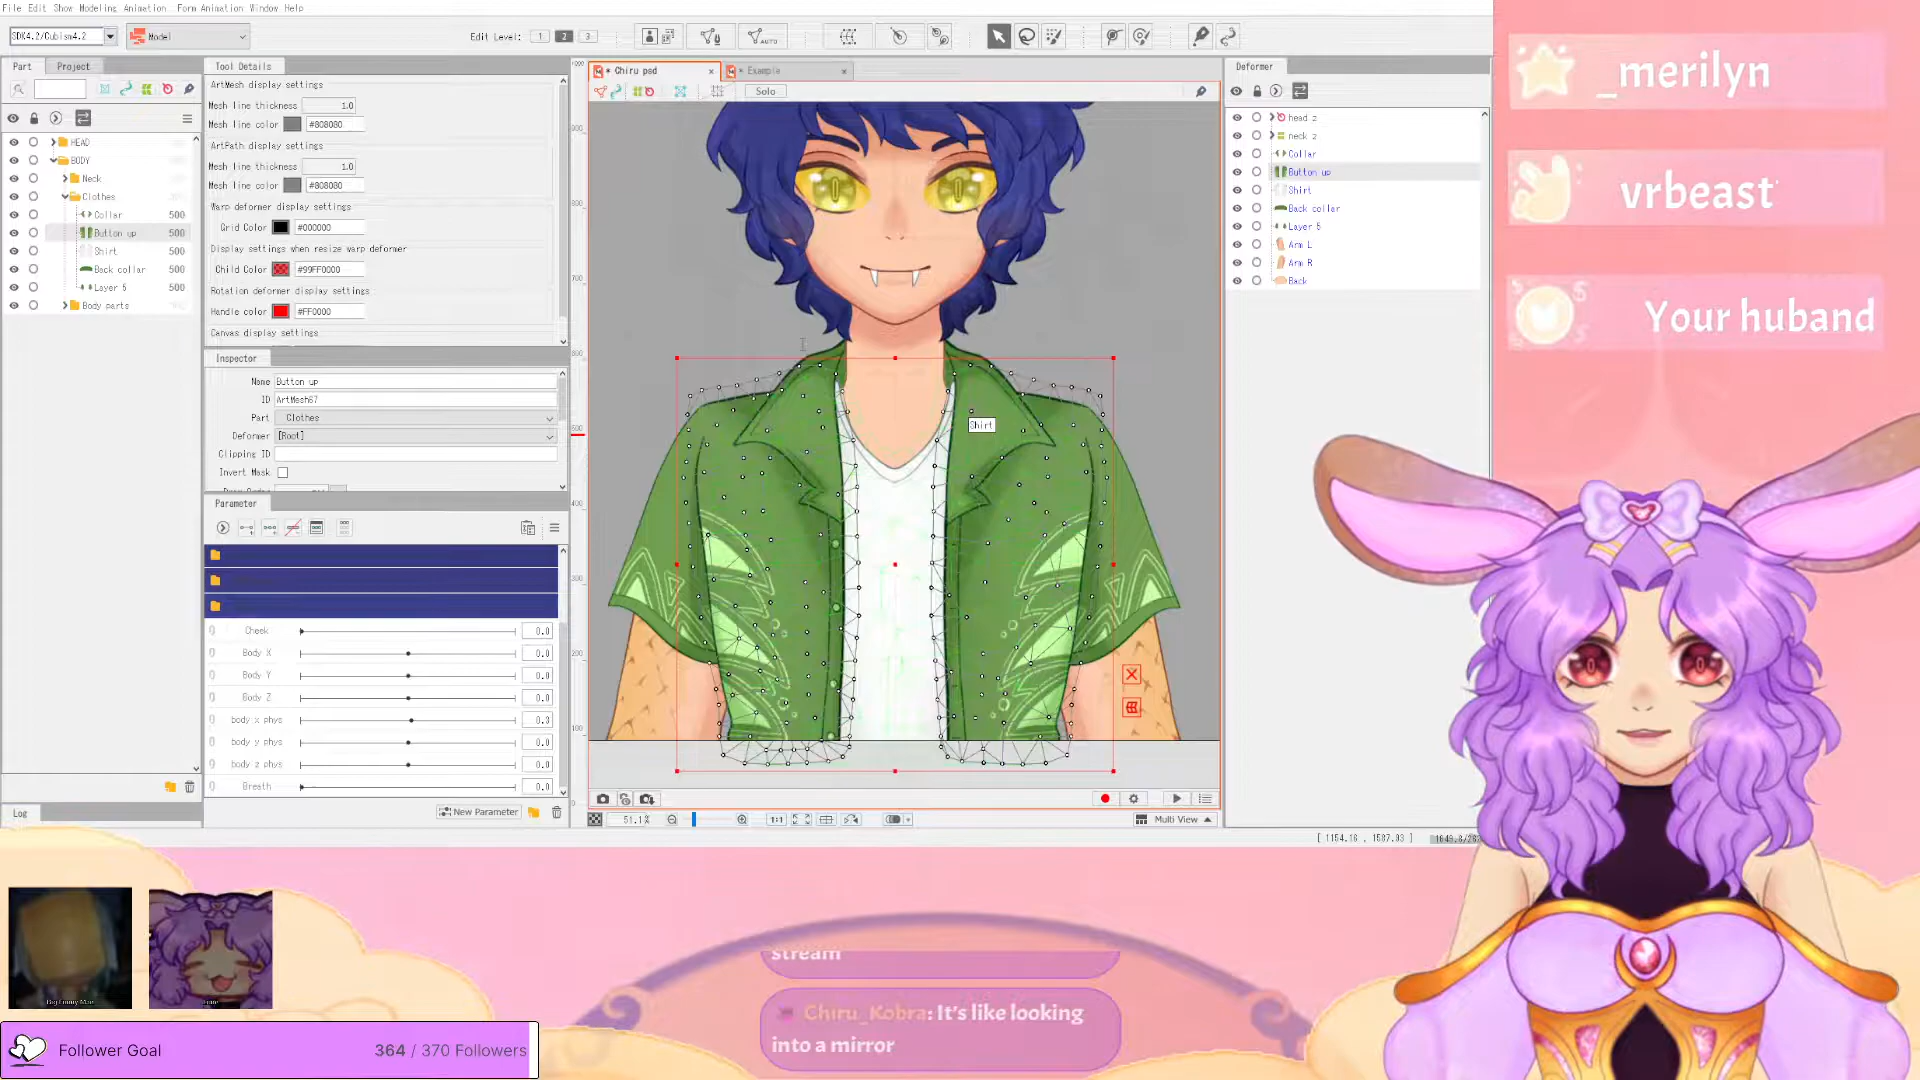 File Edit Show Modeling Animation Form Animation Window Help
SDK4.2/Cubism4.2
Model
Edit Level: 1 2 3
AUTO
Part Project
HEAD
BODY
Neck
Clothes
Collar 500
Button up 500
Shirt 500
Back collar 500
Layer 5 500
Body parts
Log
Tool Details
ArtMesh display settings
Mesh line thickness 1.0
Mesh line color #808080
ArtPath display settings
Mesh line thickness 1.0
Mesh line color #808080
Warp deformer display settings
Grid Color #000000
Display settings when resize warp deformer
Child Color #99FF0000
Rotation deformer display settings
Handle color #FF0000
Canvas display settings
Inspector
Name Button up
ID ArtMesh67
Part Clothes
Deformer [Root]
Clipping ID
Invert Mask
Parameter
Cheek 0.0
Body X 0.0
Body Y 0.0
Body Z 0.0
body x phys 0.3
body y phys 0.0
body z phys 0.0
Breath 0.0
New Parameter
* Chiru psd
* Example
Solo
Shirt
51.1%
1:1
Multi View
Deformer
head z
neck z
Collar
Button up
Shirt
Back collar
Layer 5
Arm L
Arm R
Back
_merilyn
vrbeast
Your huband
stream
Chiru_Kobra: It's like looking
into a mirror
Follower Goal 364 / 370 Followers